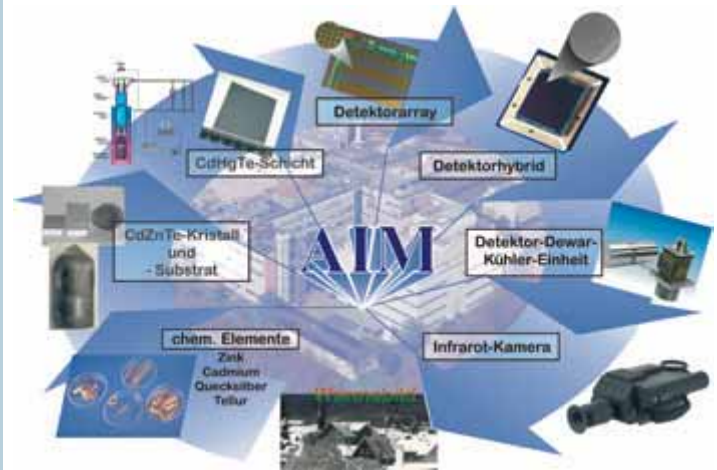 Detektorarray
CdHgTe-Schicht
Detektorhybrid
CdZnTe-Kristall
und
- Substrat
AIM
Detektor-Dewar-
Kühler-Einheit
chem. Elemente
Zink
Cadmium
Quecksilber
Tellur
Infrarot-Kamera
Wärmebild